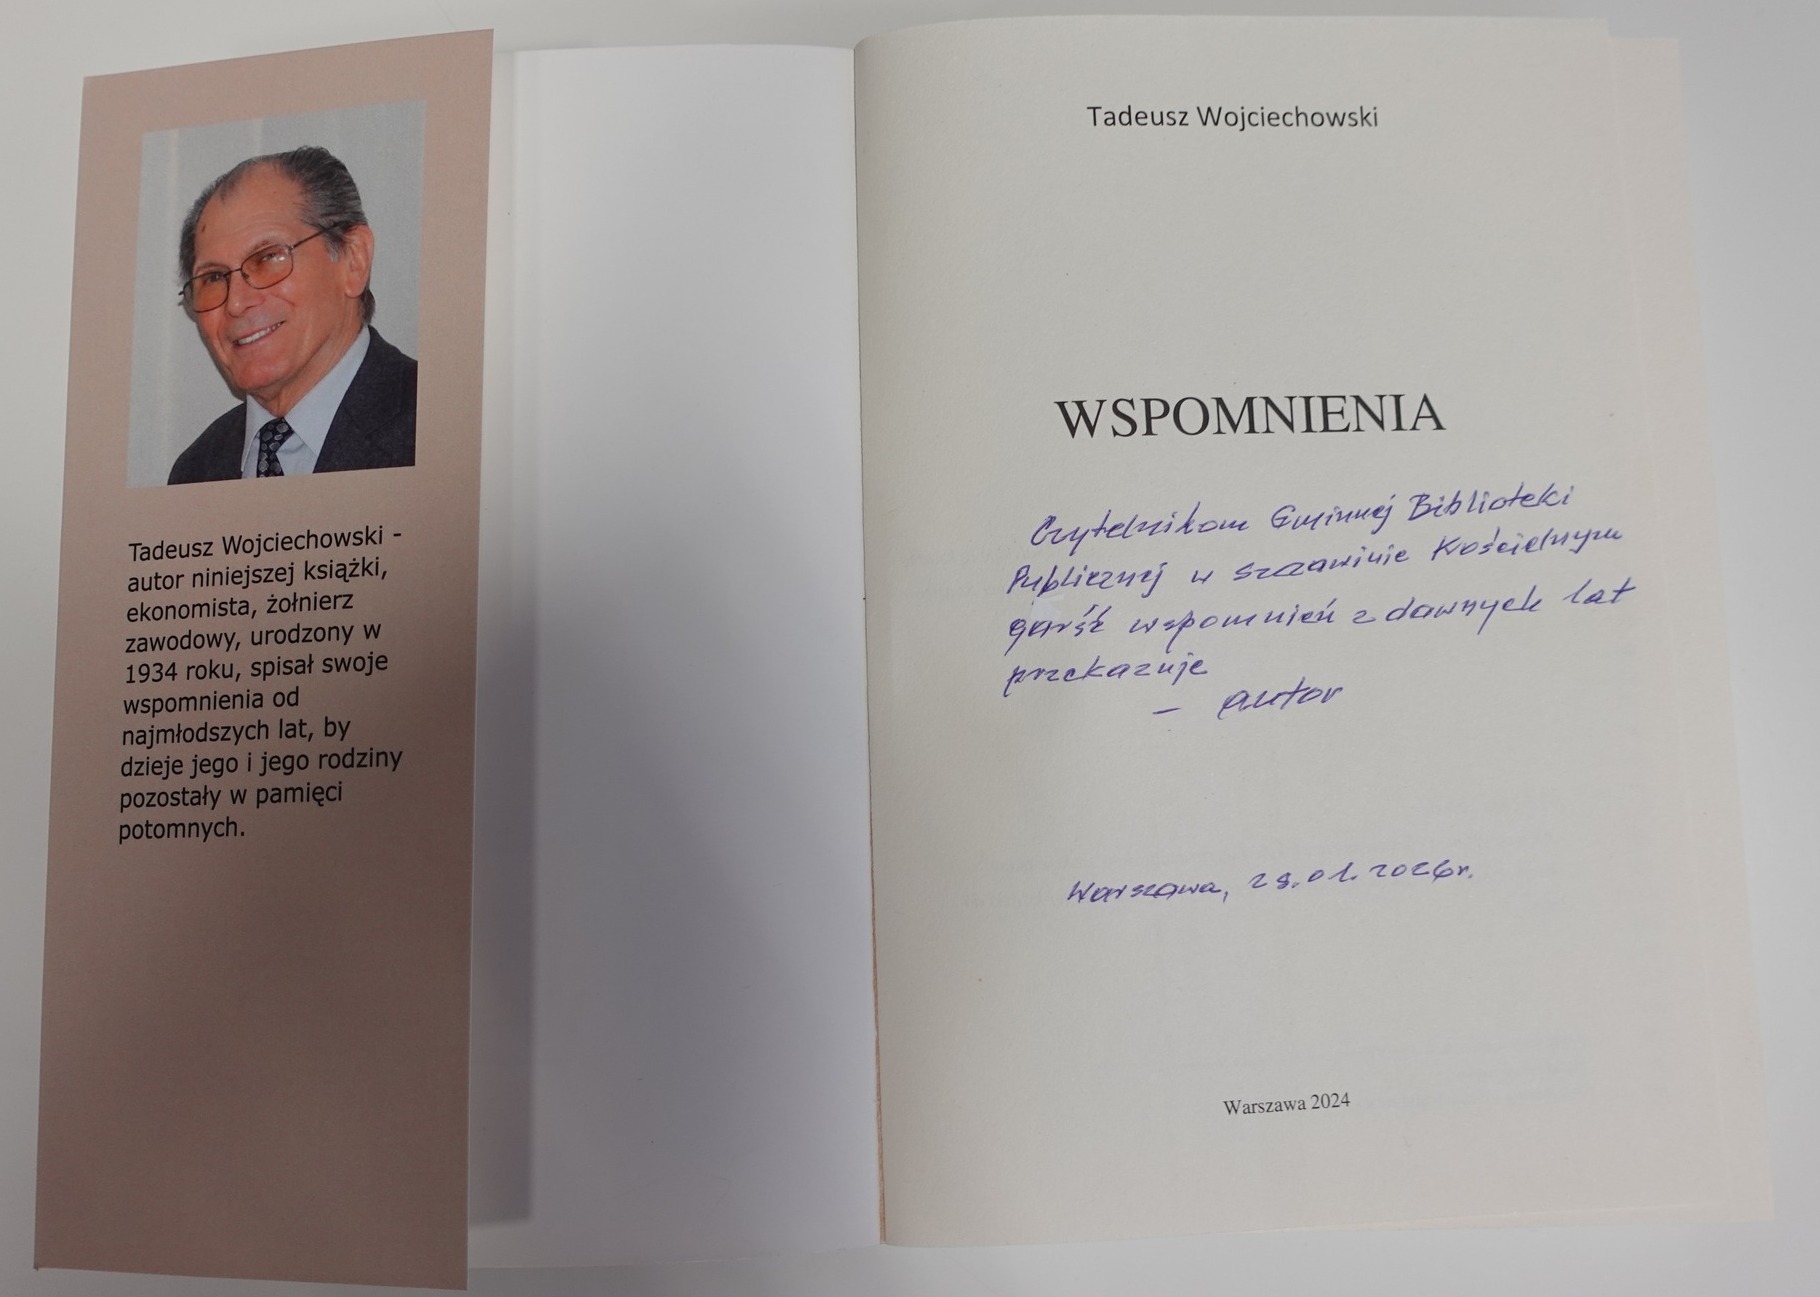 Tadeusz Wojciechowski -
autor niniejszej książki,
ekonomista, żołnierz
zawodowy, urodzony w
1934 roku, spisał swoje
wspomnienia od
najmłodszych lat, by
dzieje jego i jego rodziny
pozostały w pamięci
potomnych.
Tadeusz Wojciechowski
WSPOMNIENIA
Czytelnikom Gminnej Biblioteki
Publicznej w Szczawinie Kościelnym
garść wspomnień z dawnych lat
przekazuje
– autor
Warszawa, 28.01.2026r.
Warszawa 2024